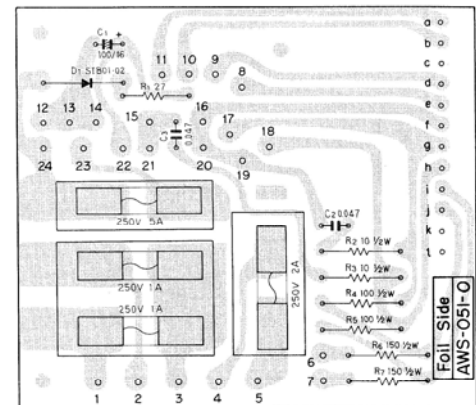 C1
100/16
+
D1 S1B01-02
R1 27
11 10 9
8
12 13 14
15
C3
0.047
16
17
18
24 23 22 21
20
19
a
b
c
d
e
f
g
h
i
j
k
l
250V 5A
250V 1A
250V 1A
250V 2A
C2 0.047
R2 10 ½W
R3 10 ½W
R4 100 ½W
R5 100 ½W
R6 150 ½W
R7 150 ½W
6
7
1 2 3 4 5
Foil Side
AWS-051-0